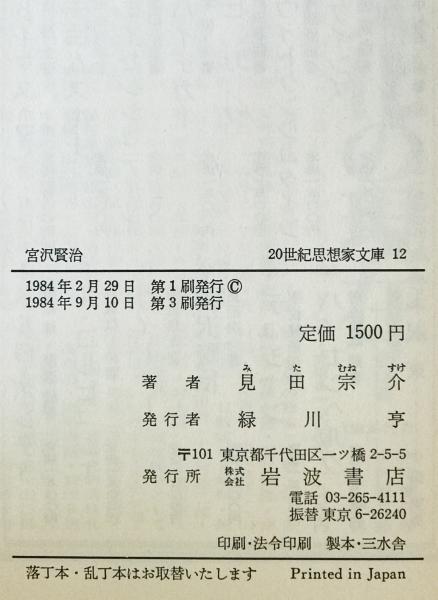 宮沢賢治 20世紀思想家文庫 12
1984年2月29日 第1刷発行 ©
1984年9月10日 第3刷発行
定価 1500円
み た むね すけ
著者 見田宗介
発行者 緑川亨
〒101 東京都千代田区一ツ橋 2-5-5
発行所 株式会社 岩波書店
電話 03-265-4111
振替 東京 6-26240
印刷・法令印刷 製本・三水舎
落丁本・乱丁本はお取替いたします Printed in Japan